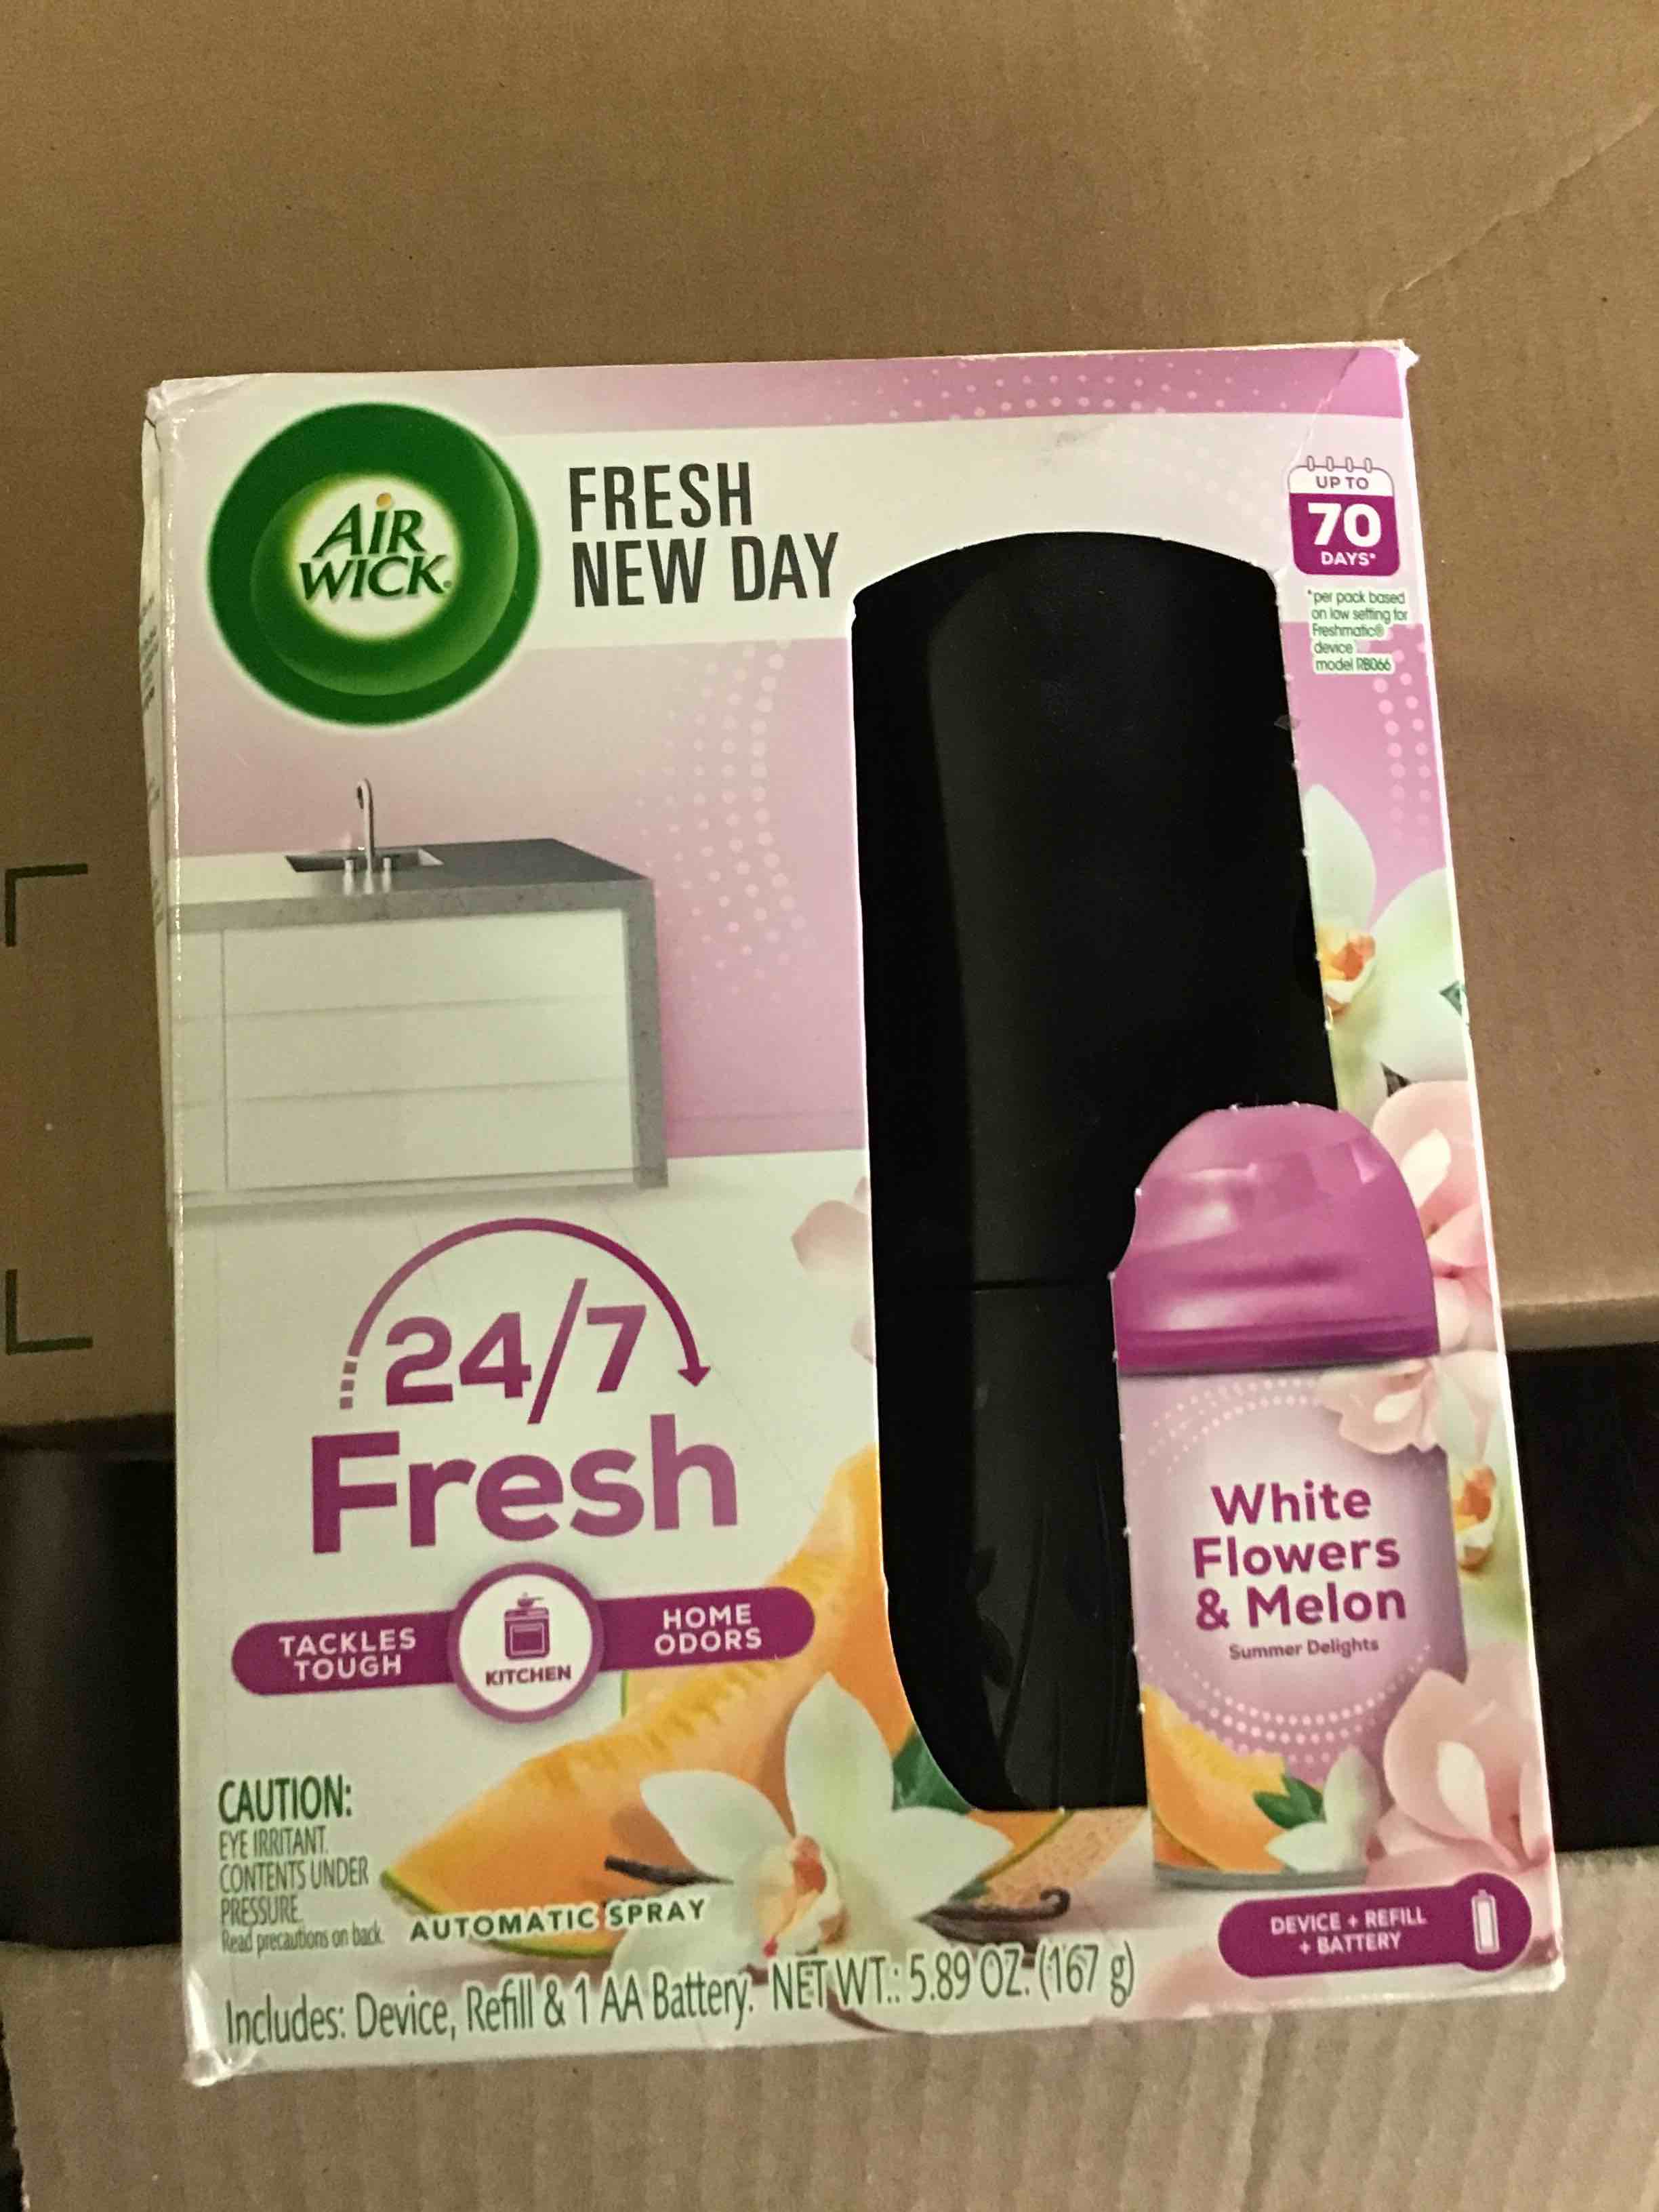 AIR
WICK®
FRESH
NEW DAY
UP TO
70
DAYS*
*per pack based
on low setting for
Freshmatic®
device
model RB066
24/7
Fresh
TACKLES
TOUGH
KITCHEN
HOME
ODORS
White
Flowers
& Melon
Summer Delights
CAUTION:
EYE IRRITANT.
CONTENTS UNDER
PRESSURE.
Read precautions on back.
AUTOMATIC SPRAY
DEVICE + REFILL
+ BATTERY
Includes: Device, Refill & 1 AA Battery. NET WT.: 5.89 OZ. (167 g)